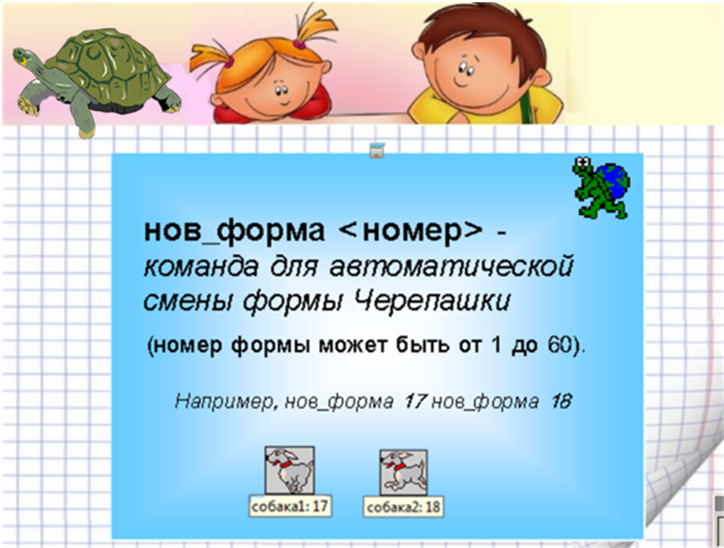 нов_форма <номер> -
команда для автоматической
смены формы Черепашки
(номер формы может быть от 1 до 60).
Например, нов_форма 17 нов_форма 18
собака1: 17 собака2: 18